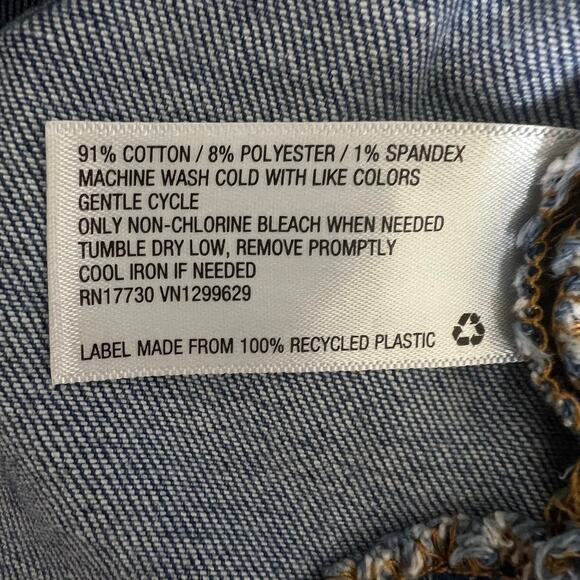 91% COTTON / 8% POLYESTER / 1% SPANDEX
MACHINE WASH COLD WITH LIKE COLORS
GENTLE CYCLE
ONLY NON-CHLORINE BLEACH WHEN NEEDED
TUMBLE DRY LOW, REMOVE PROMPTLY
COOL IRON IF NEEDED
RN17730 VN1299629
LABEL MADE FROM 100% RECYCLED PLASTIC